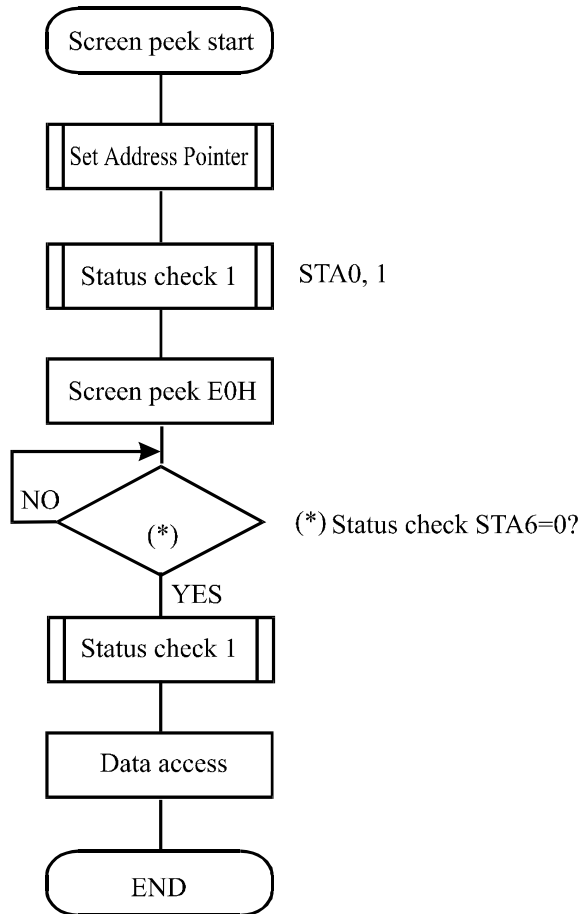 Screen peek start
Set Address Pointer
Status check 1
STA0, 1
Screen peek E0H
NO
(*)
(*) Status check STA6=0?
YES
Status check 1
Data access
END